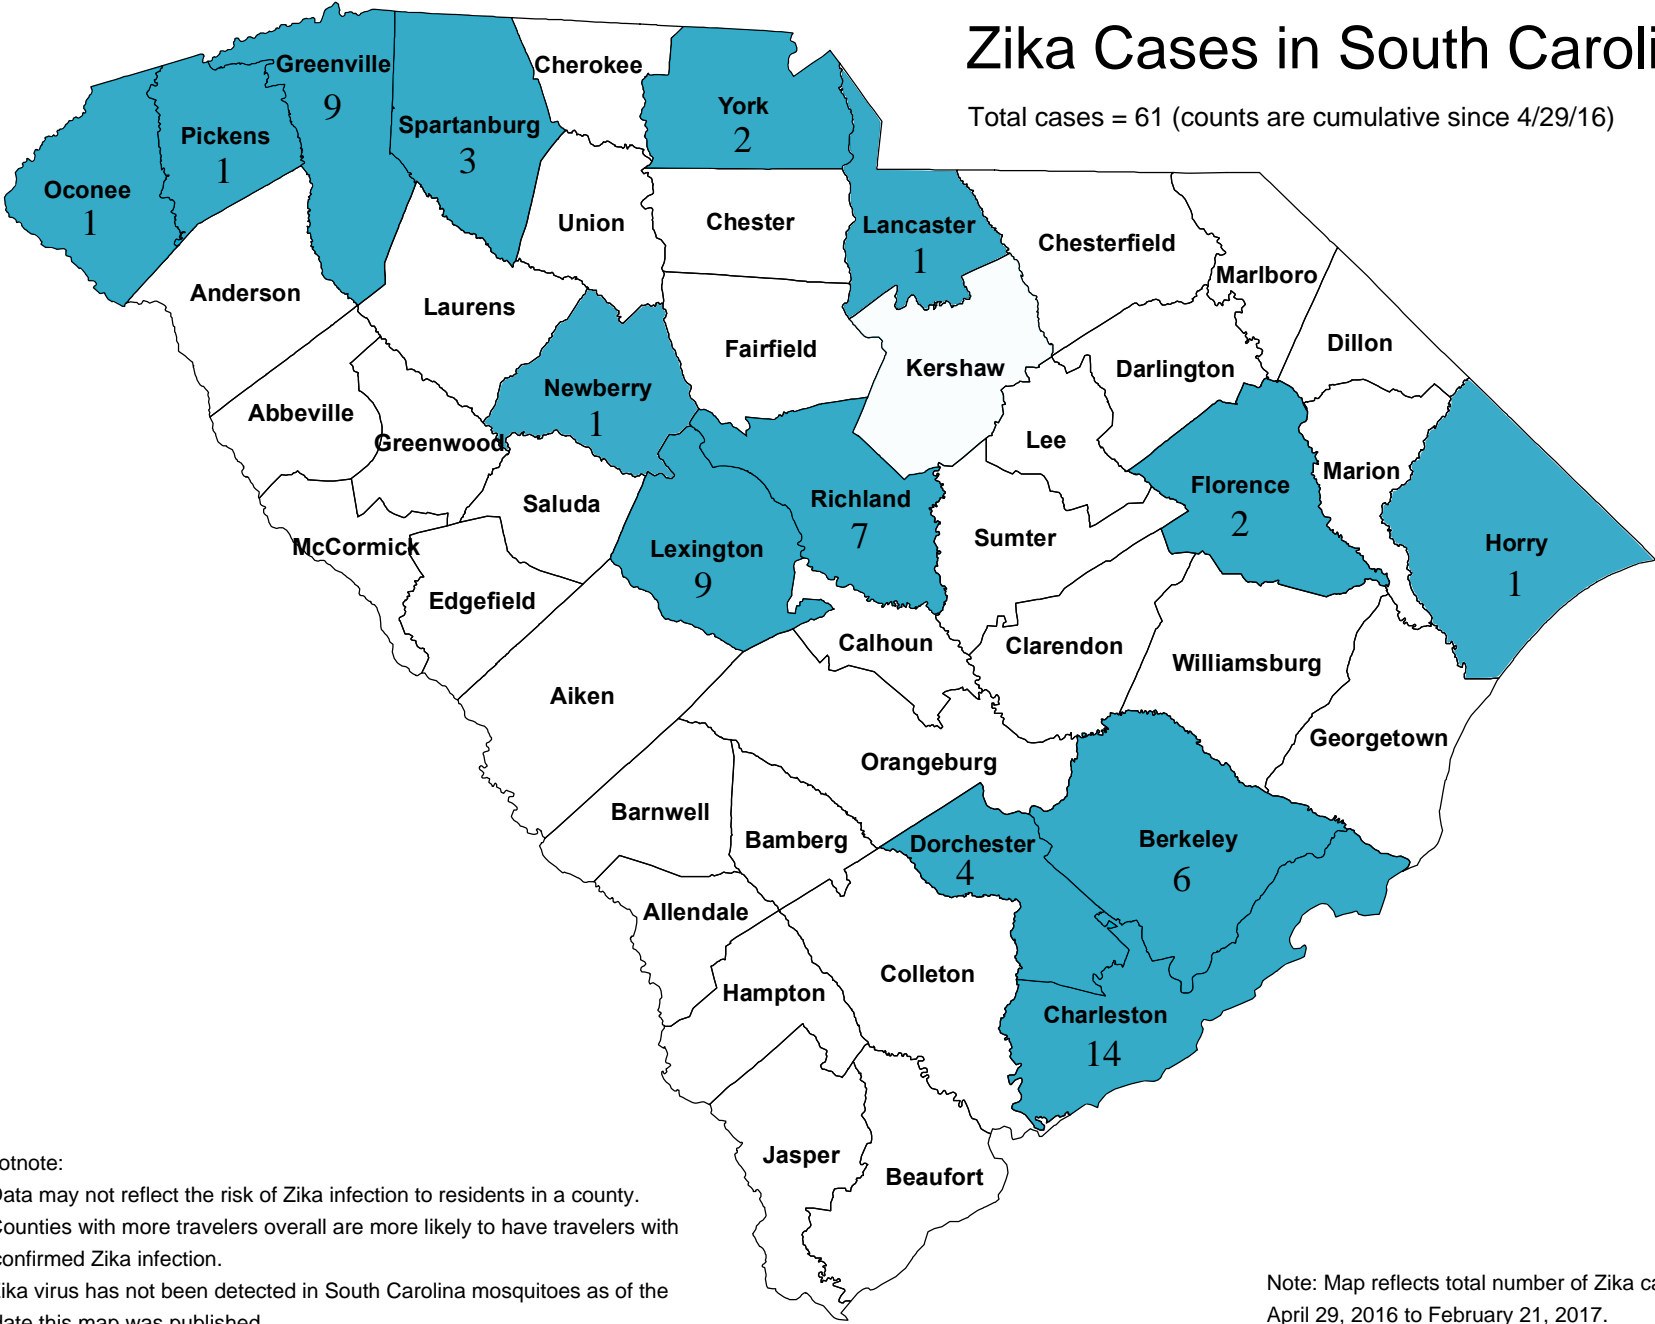 Zika Cases in South Caroli
Total cases = 61 (counts are cumulative since 4/29/16)
Greenville
9
Cherokee
York
2
Spartanburg
3
Pickens
1
Oconee
1
Union
Chester
Lancaster
1
Chesterfield
Marlboro
Anderson
Laurens
Fairfield
Kershaw
Darlington
Dillon
Newberry
1
Abbeville
Greenwood
Lee
Marion
Florence
2
Richland
7
Saluda
Sumter
Horry
1
McCormick
Lexington
9
Edgefield
Calhoun
Clarendon
Williamsburg
Aiken
Georgetown
Orangeburg
Barnwell
Bamberg
Dorchester
4
Berkeley
6
Allendale
Colleton
Hampton
Charleston
14
Jasper
Beaufort
otnote:
Data may not reflect the risk of Zika infection to residents in a county.
Counties with more travelers overall are more likely to have travelers with
confirmed Zika infection.
Zika virus has not been detected in South Carolina mosquitoes as of the
date this map was published.
Note: Map reflects total number of Zika ca
April 29, 2016 to February 21, 2017.